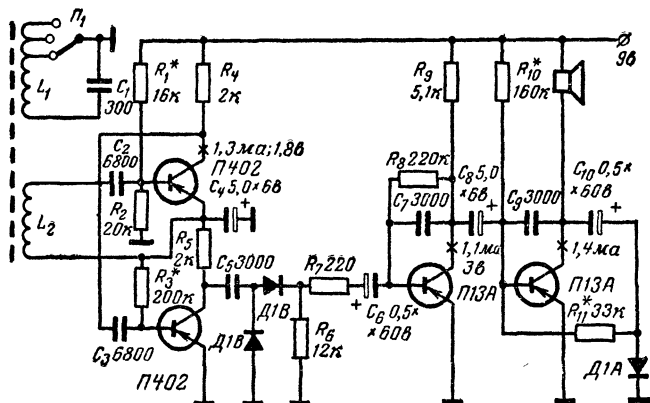 П₁
L₁
C₁
300
R₁*
16к
R₄
2к
R₉
5,1к
R₁₀*
160к
9в
1,3ма; 1,8в
П402
C₂
6800
R₂
20к
C₄ 5,0×6в
+
L₂
R₅
2к
R₃*
200к
C₃ 6800
П402
C₅ 3000
Д1В
Д1В
R₆
12к
R₇ 220
+
C₆ 0,5×
×60в
R₈ 220к
C₇ 3000
C₈ 5,0
×6в
+
1,1ма
3в
П13А
C₉ 3000
C₁₀ 0,5×
×60в
+
1,4ма
П13А
R₁₁* 33к
Д1А